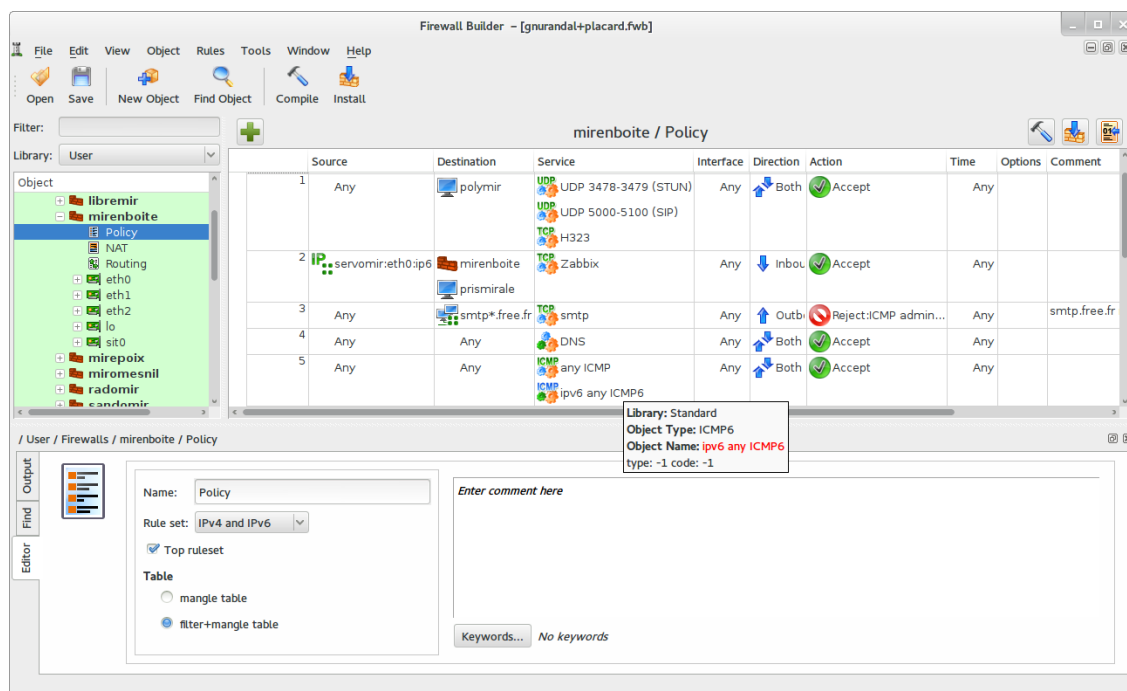 Firewall Builder – [gnurandal+placard.fwb]
File Edit View Object Rules Tools Window Help
Open Save New Object Find Object Compile Install
Filter:
mirenboite / Policy
Library: User
Source Destination Service Interface Direction Action Time Options Comment
Object
libremir
mirenboite
Policy
NAT
Routing
eth0
eth1
eth2
lo
sit0
mirepoix
miromesnil
radomir
sandomir
1 Any polymir UDP UDP 3478-3479 (STUN) Any Both Accept Any
UDP UDP 5000-5100 (SIP)
TCP H323
2 IP servomir:eth0:ip6 mirenboite TCP Zabbix Any Inbou Accept Any
prismirale
3 Any smtp*.free.fr TCP smtp Any Outb Reject:ICMP admin... Any smtp.free.fr
4 Any Any DNS Any Both Accept Any
5 Any Any ICMP any ICMP Any Both Accept Any
ICMP ipv6 any ICMP6
Library: Standard
Object Type: ICMP6
Object Name: ipv6 any ICMP6
type: -1 code: -1
/ User / Firewalls / mirenboite / Policy
Output
Find
Editor
Name: Policy
Rule set: IPv4 and IPv6
Top ruleset
Table
mangle table
filter+mangle table
Enter comment here
Keywords... No keywords